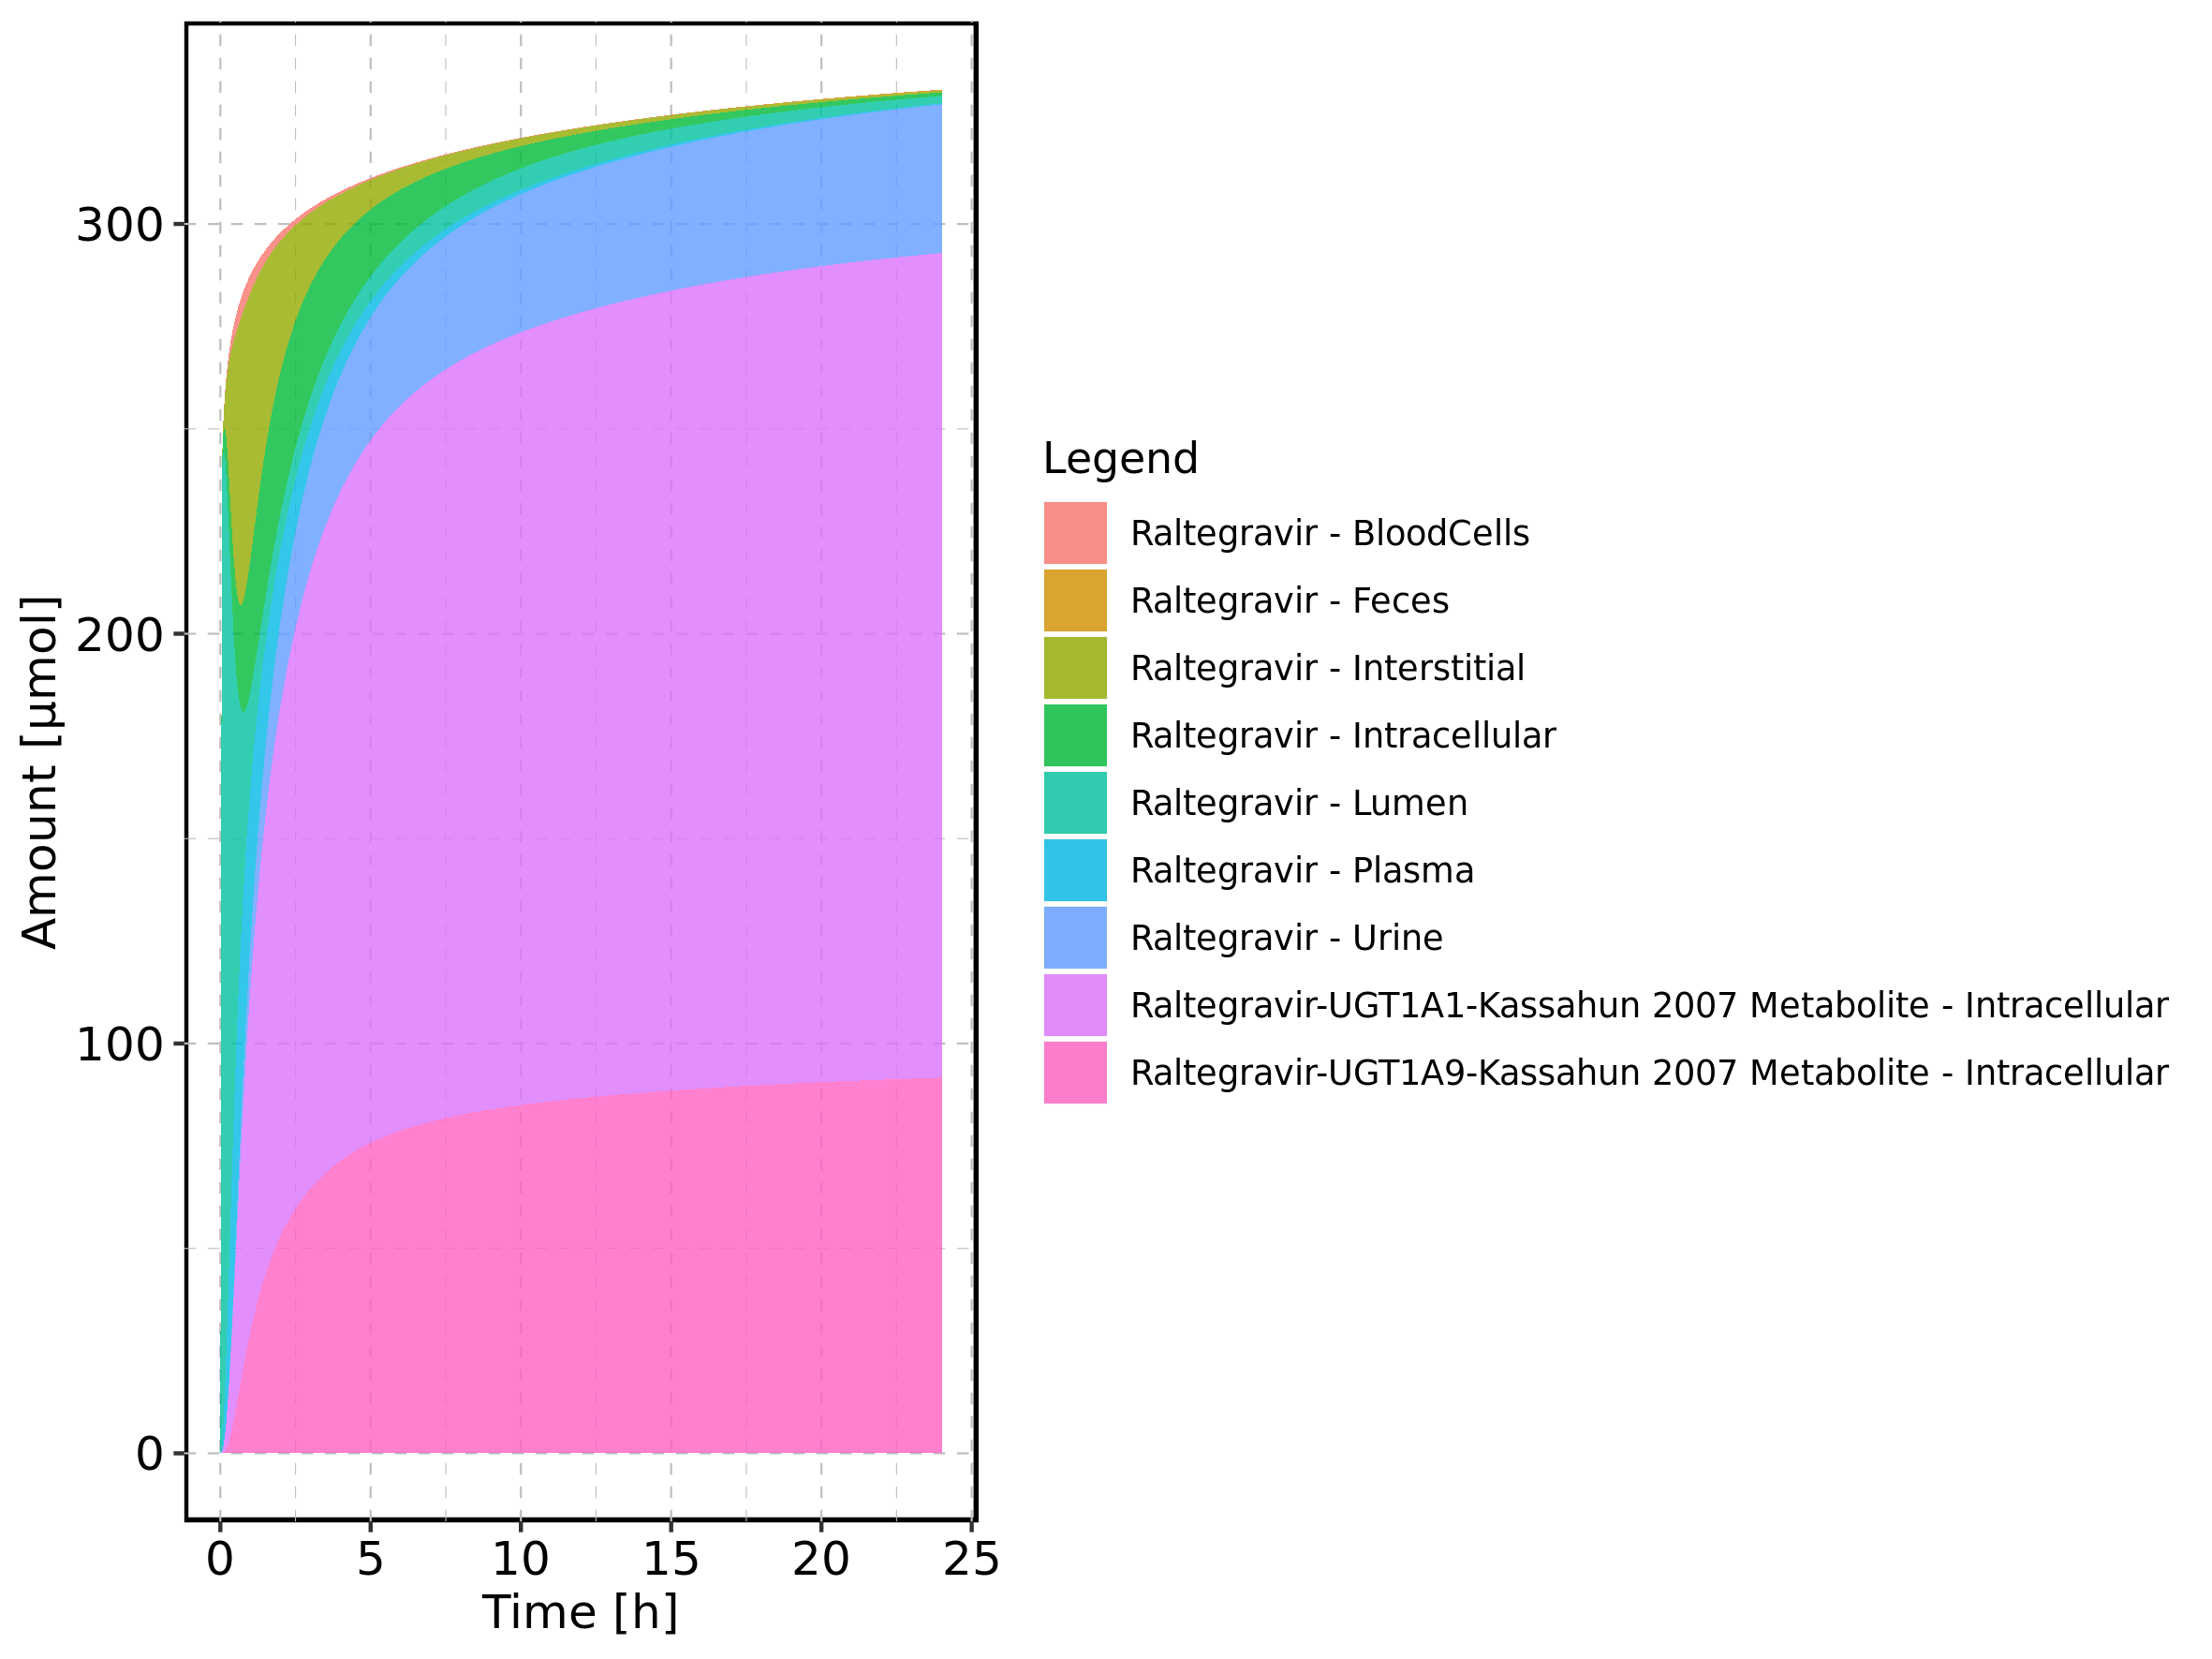 300
200
100
0
Amount [µmol]
0 5 10 15 20 25
Time [h]
Legend
Raltegravir - BloodCells
Raltegravir - Feces
Raltegravir - Interstitial
Raltegravir - Intracellular
Raltegravir - Lumen
Raltegravir - Plasma
Raltegravir - Urine
Raltegravir-UGT1A1-Kassahun 2007 Metabolite - Intracellular
Raltegravir-UGT1A9-Kassahun 2007 Metabolite - Intracellular